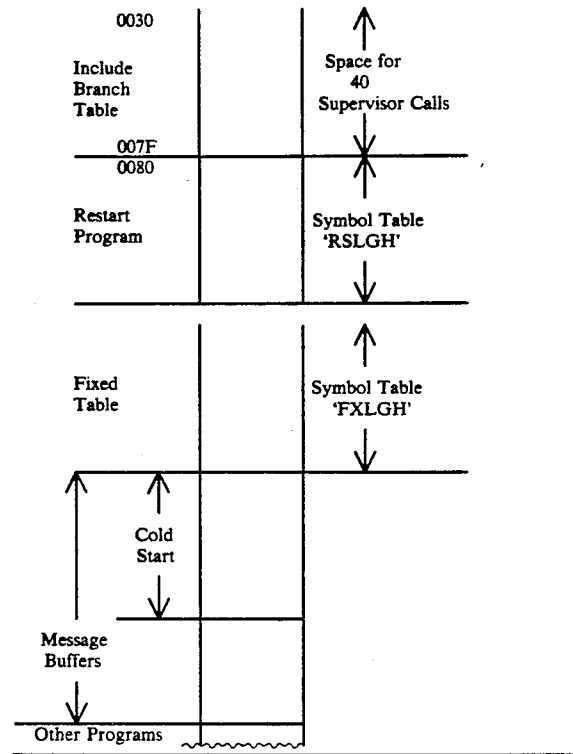 0030
Include
Branch
Table
Space for
40
Supervisor Calls
007F
0080
Restart
Program
Symbol Table
‘RSLGH’
Fixed
Table
Symbol Table
‘FXLGH’
Cold
Start
Message
Buffers
Other Programs